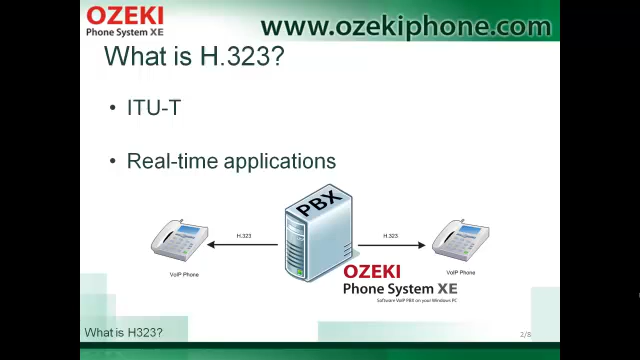 OZEKI
Phone System XE
www.ozekiphone.com
What is H.323?
• ITU-T
• Real-time applications
PBX
H.323
H.323
VoIP Phone
VoIP Phone
OZEKI
Phone System XE
Software VoIP PBX on your Windows PC
What is H323?
2/8